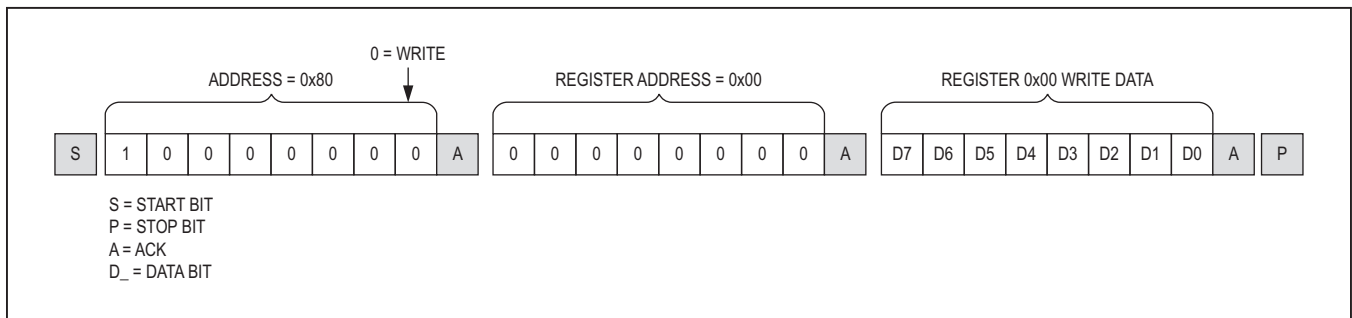 0 = WRITE
ADDRESS = 0x80
REGISTER ADDRESS = 0x00
REGISTER 0x00 WRITE DATA
S 1 0 0 0 0 0 0 0 A 0 0 0 0 0 0 0 0 A D7 D6 D5 D4 D3 D2 D1 D0 A P
S = START BIT
P = STOP BIT
A = ACK
D_ = DATA BIT